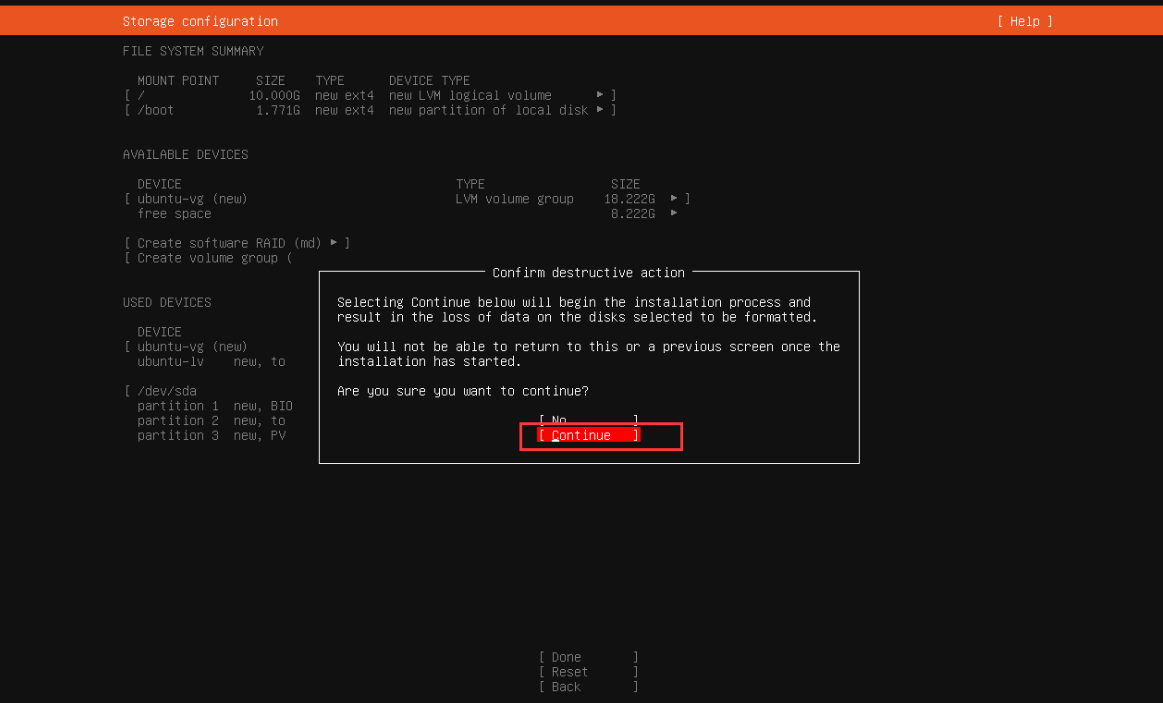 Storage configuration [ Help ]
FILE SYSTEM SUMMARY
MOUNT POINT SIZE TYPE DEVICE TYPE
[ / 10.000G new ext4 new LVM logical volume ▸ ]
[ /boot 1.771G new ext4 new partition of local disk ▸ ]
AVAILABLE DEVICES
DEVICE TYPE SIZE
[ ubuntu-vg (new) LVM volume group 18.222G ▸ ]
free space 8.222G ▸
[ Create software RAID (md) ▸ ]
[ Create volume group (
USED DEVICES
DEVICE
[ ubuntu-vg (new)
ubuntu-lv new, to
[ /dev/sda
partition 1 new, BIO
partition 2 new, to
partition 3 new, PV
Confirm destructive action
Selecting Continue below will begin the installation process and
result in the loss of data on the disks selected to be formatted.
You will not be able to return to this or a previous screen once the
installation has started.
Are you sure you want to continue?
[ No ]
[ Continue ]
[ Done ]
[ Reset ]
[ Back ]